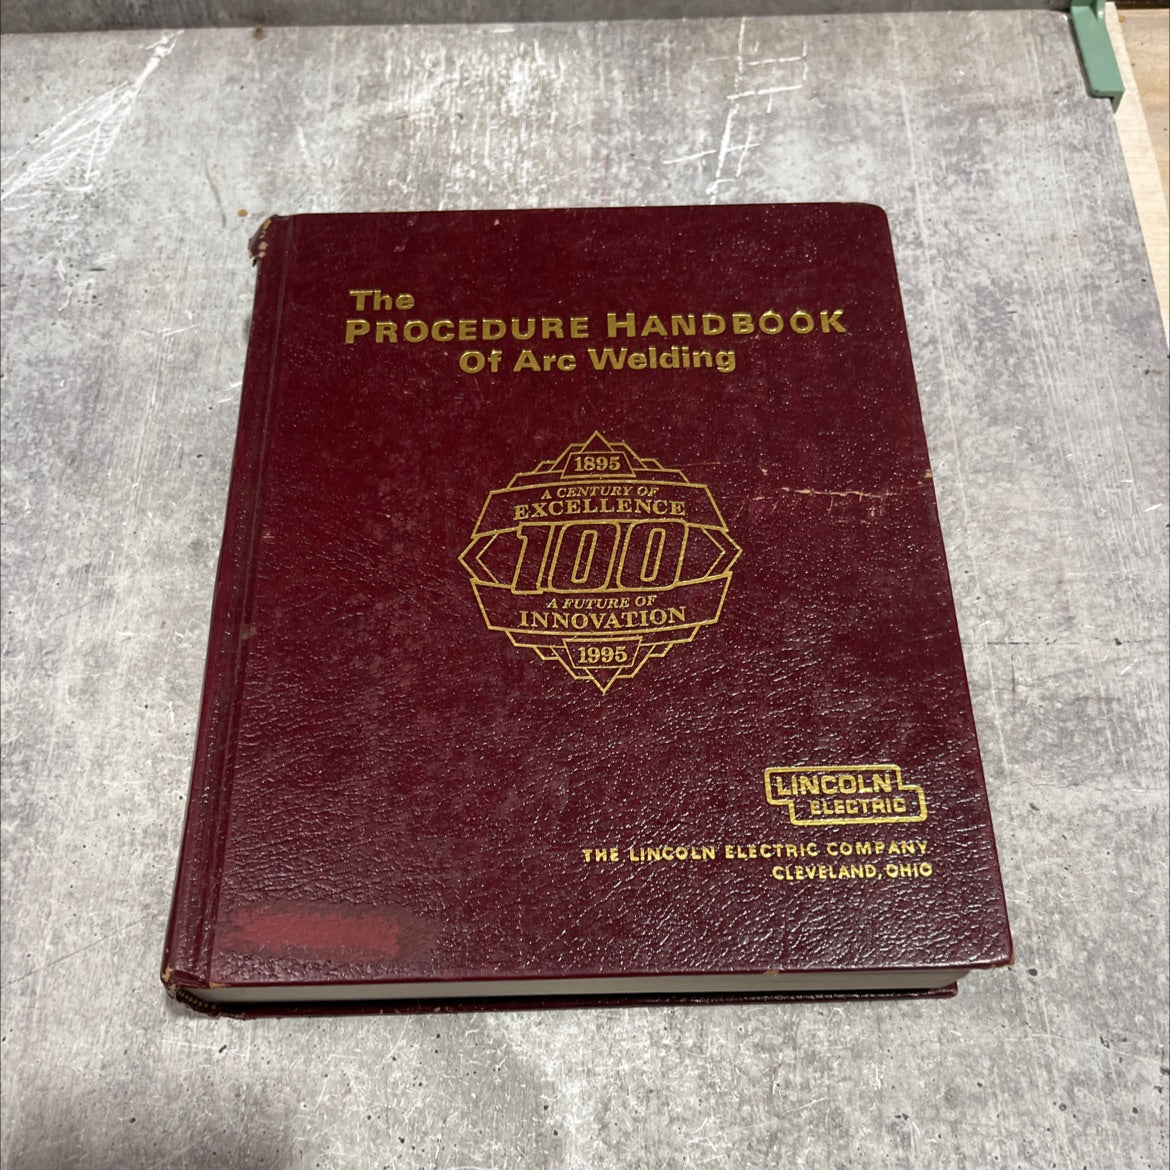 The
PROCEDURE HANDBOOK
Of Arc Welding
1895
A CENTURY OF
EXCELLENCE
100
A FUTURE OF
INNOVATION
1995
LINCOLN
ELECTRIC
THE LINCOLN ELECTRIC COMPANY
CLEVELAND, OHIO